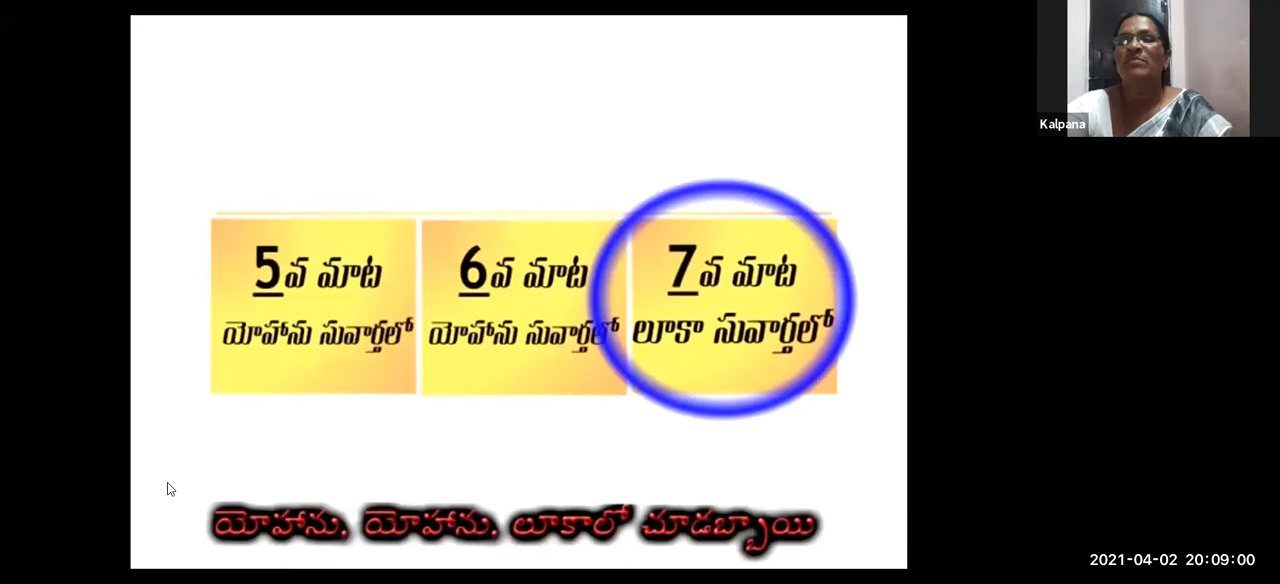 Kalpana
5వ మాట
యోహాను సువార్తలో
6వ మాట
యోహాను సువార్తలో
7వ మాట
లూకా సువార్తలో
యోహాను, యోహాను, లూకాలో చూడబ్బాయి
2021-04-02 20:09:00